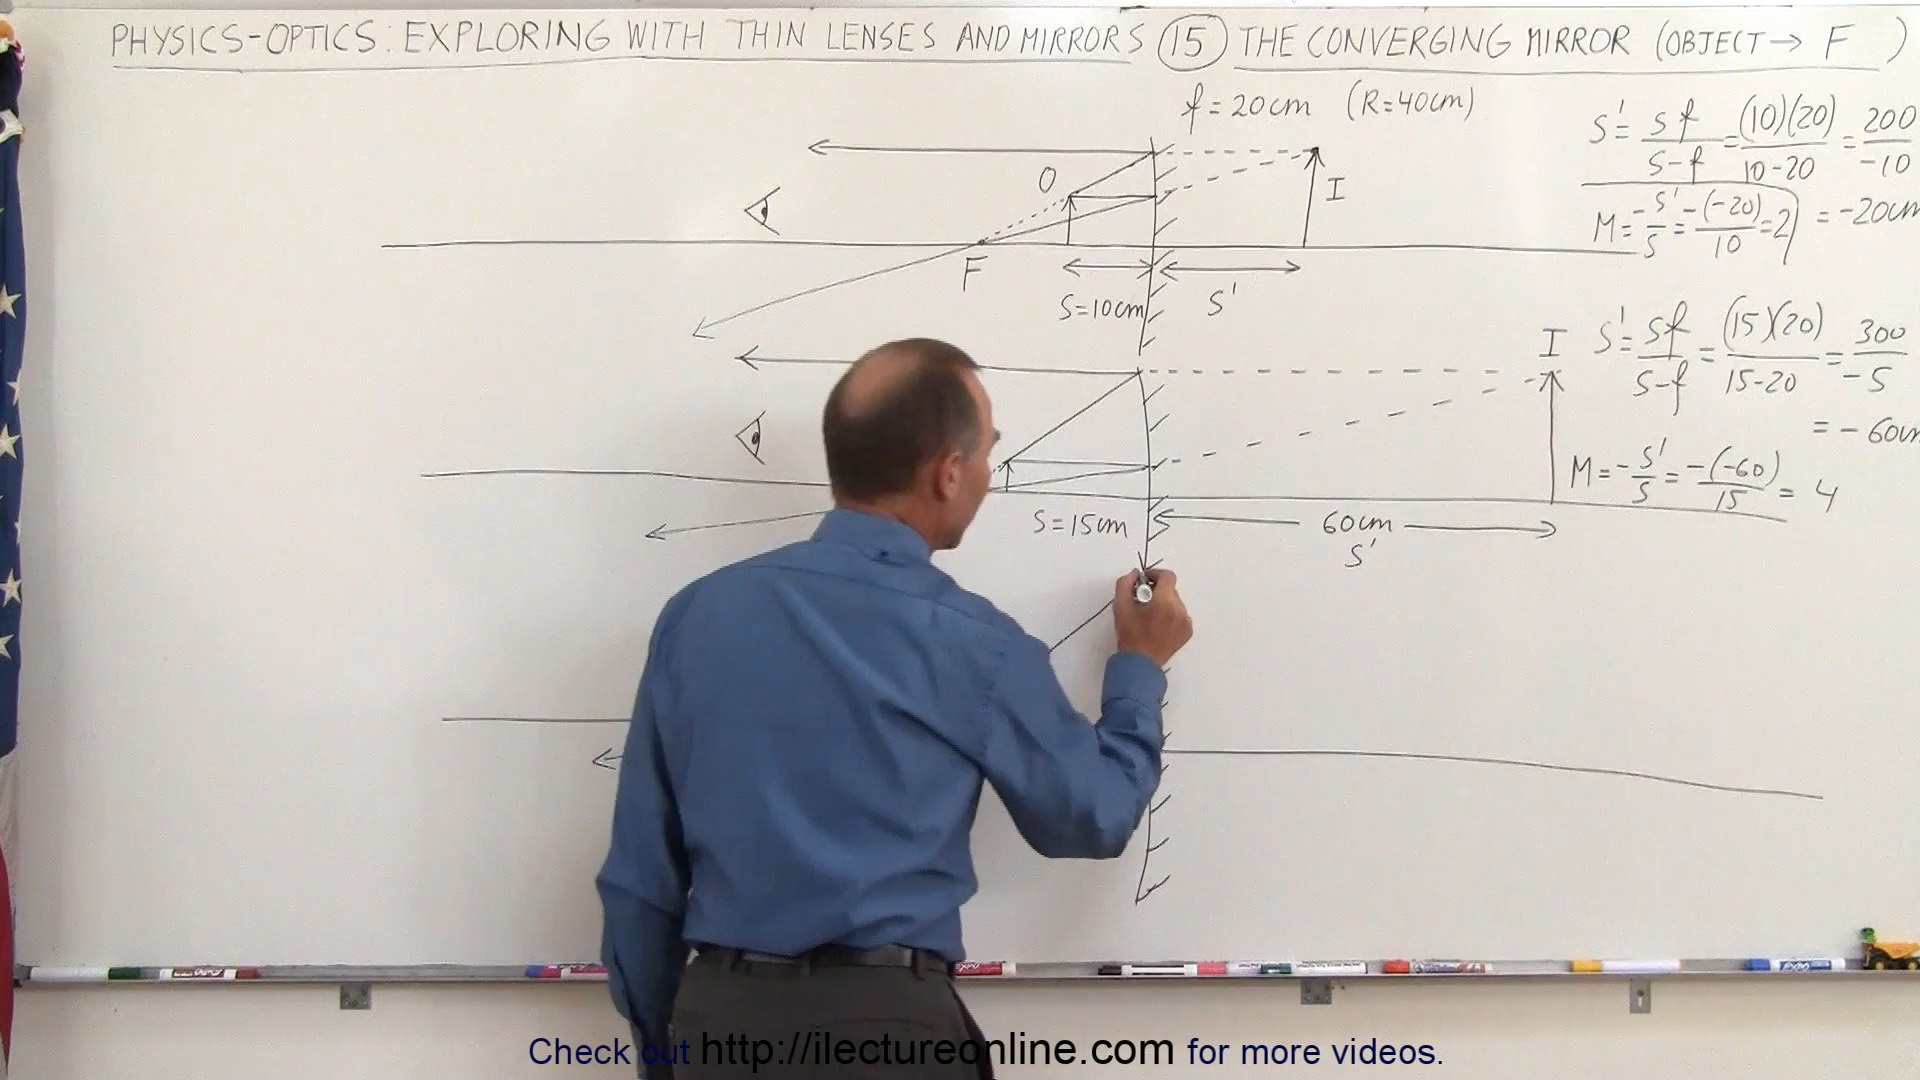 PHYSICS-OPTICS: EXPLORING WITH THIN LENSES AND MIRRORS 15 THE CONVERGING MIRROR (OBJECT → F )
f = 20cm (R=40cm)
S' = Sf / S-f = (10)(20) / 10-20 = 200 / -10
= -20cm
M = -S' / S = -(-20) / 10 = 2
O
I
F
S=10cm
S'
I
S' = Sf / S-f = (15)(20) / 15-20 = 300 / -5
= -60cm
M = - S' / S = -(-60) / 15 = 4
S=15cm
60cm
S'
Check out http://ilectureonline.com for more videos.